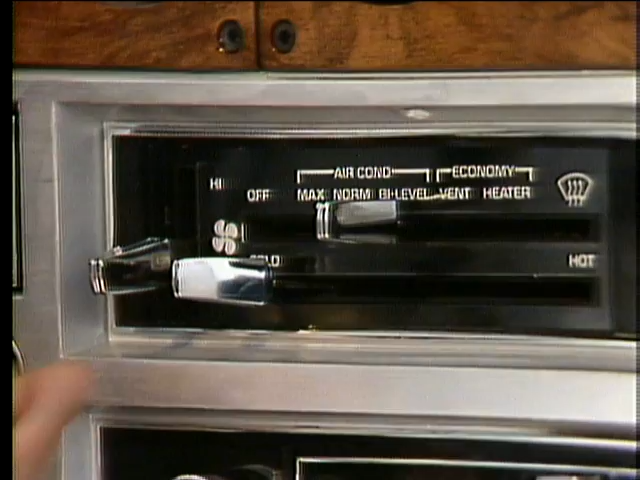 AIR COND ECONOMY
HI OFF MAX NORM BI-LEVEL VENT HEATER
HOT